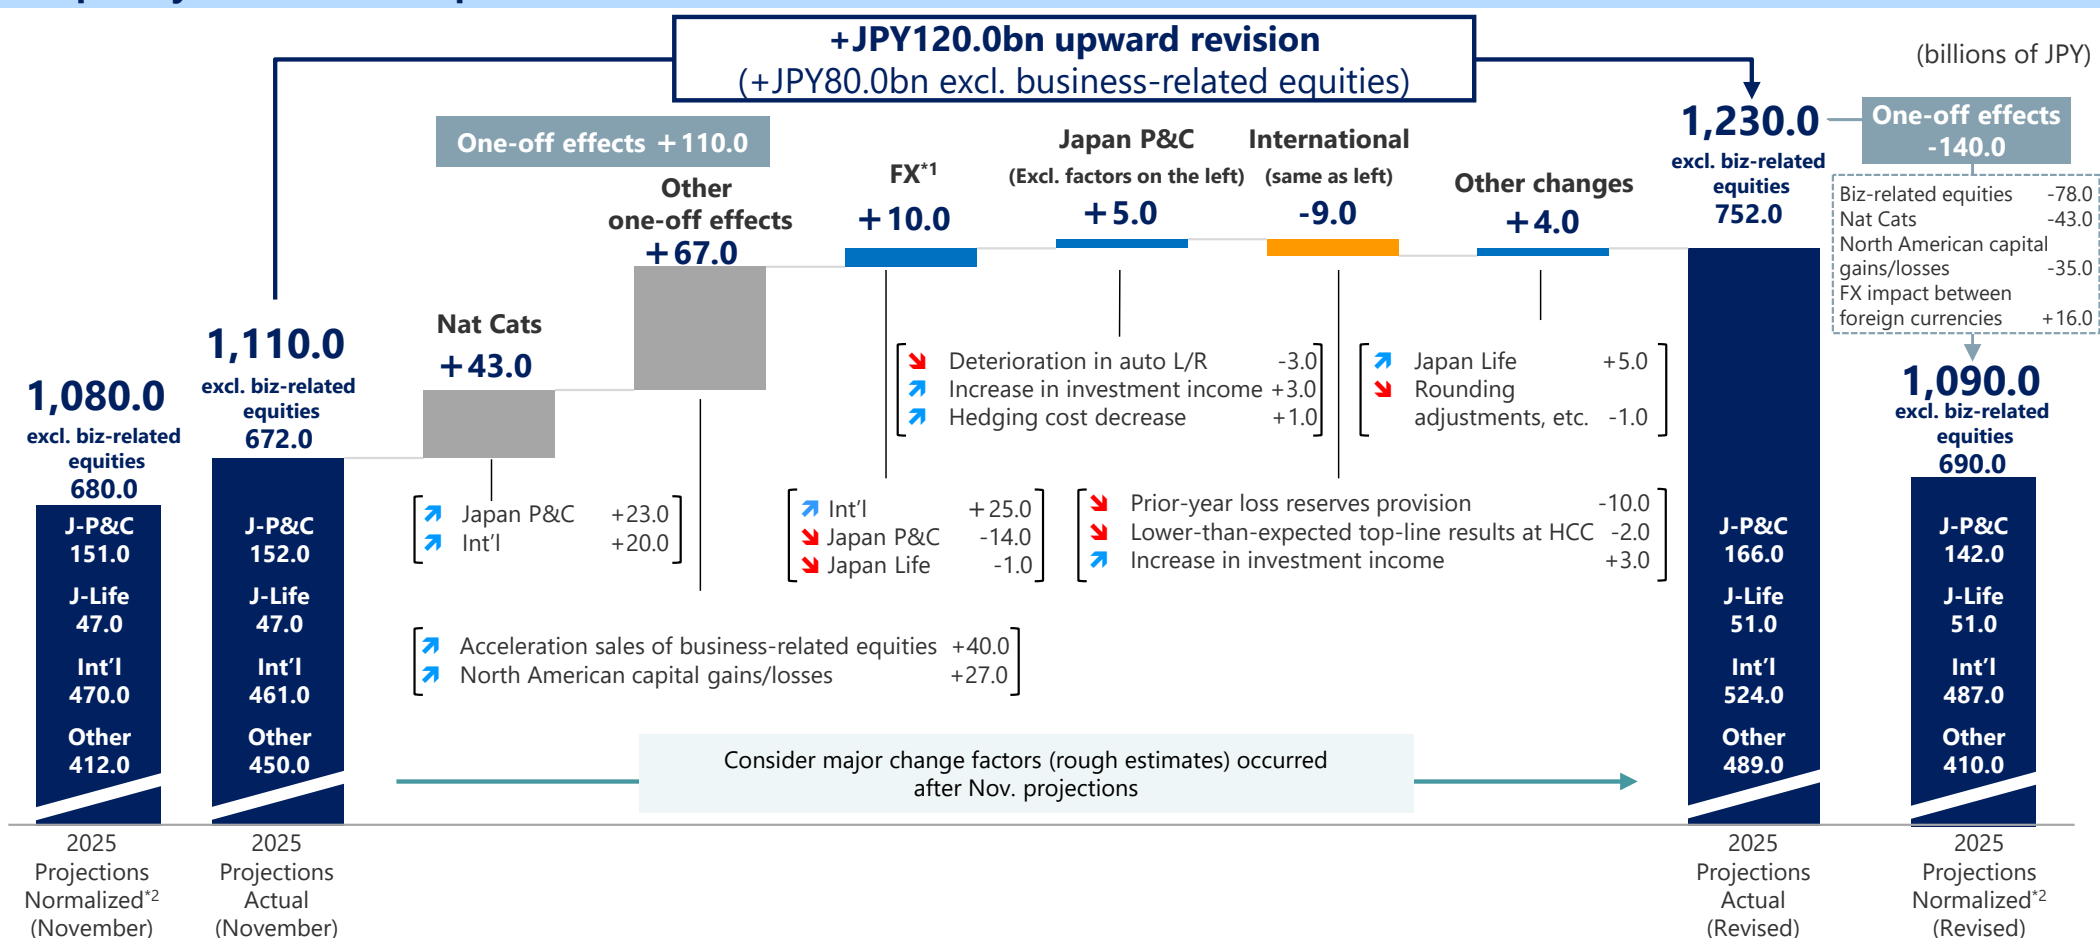 +JPY120.0bn upward revision
(+JPY80.0bn excl. business-related equities)
(billions of JPY)
1,080.0
excl. biz-related
equities
680.0
J-P&C
151.0
J-Life
47.0
Int'l
470.0
Other
412.0
2025
Projections
Normalized*2
(November)
1,110.0
excl. biz-related
equities
672.0
J-P&C
152.0
J-Life
47.0
Int'l
461.0
Other
450.0
2025
Projections
Actual
(November)
One-off effects +110.0
Nat Cats
+43.0
Japan P&C +23.0
Int'l +20.0
Other
one-off effects
+67.0
Acceleration sales of business-related equities +40.0
North American capital gains/losses +27.0
FX*1
+10.0
Int'l +25.0
Japan P&C -14.0
Japan Life -1.0
Japan P&C
(Excl. factors on the left)
+5.0
Deterioration in auto L/R -3.0
Increase in investment income +3.0
Hedging cost decrease +1.0
International
(same as left)
-9.0
Prior-year loss reserves provision -10.0
Lower-than-expected top-line results at HCC -2.0
Increase in investment income +3.0
Other changes
+4.0
Japan Life +5.0
Rounding
adjustments, etc. -1.0
Consider major change factors (rough estimates) occurred
after Nov. projections
1,230.0
excl. biz-related
equities
752.0
J-P&C
166.0
J-Life
51.0
Int'l
524.0
Other
489.0
2025
Projections
Actual
(Revised)
One-off effects
-140.0
Biz-related equities -78.0
Nat Cats -43.0
North American capital
gains/losses -35.0
FX impact between
foreign currencies +16.0
1,090.0
excl. biz-related
equities
690.0
J-P&C
142.0
J-Life
51.0
Int'l
487.0
Other
410.0
2025
Projections
Normalized*2
(Revised)